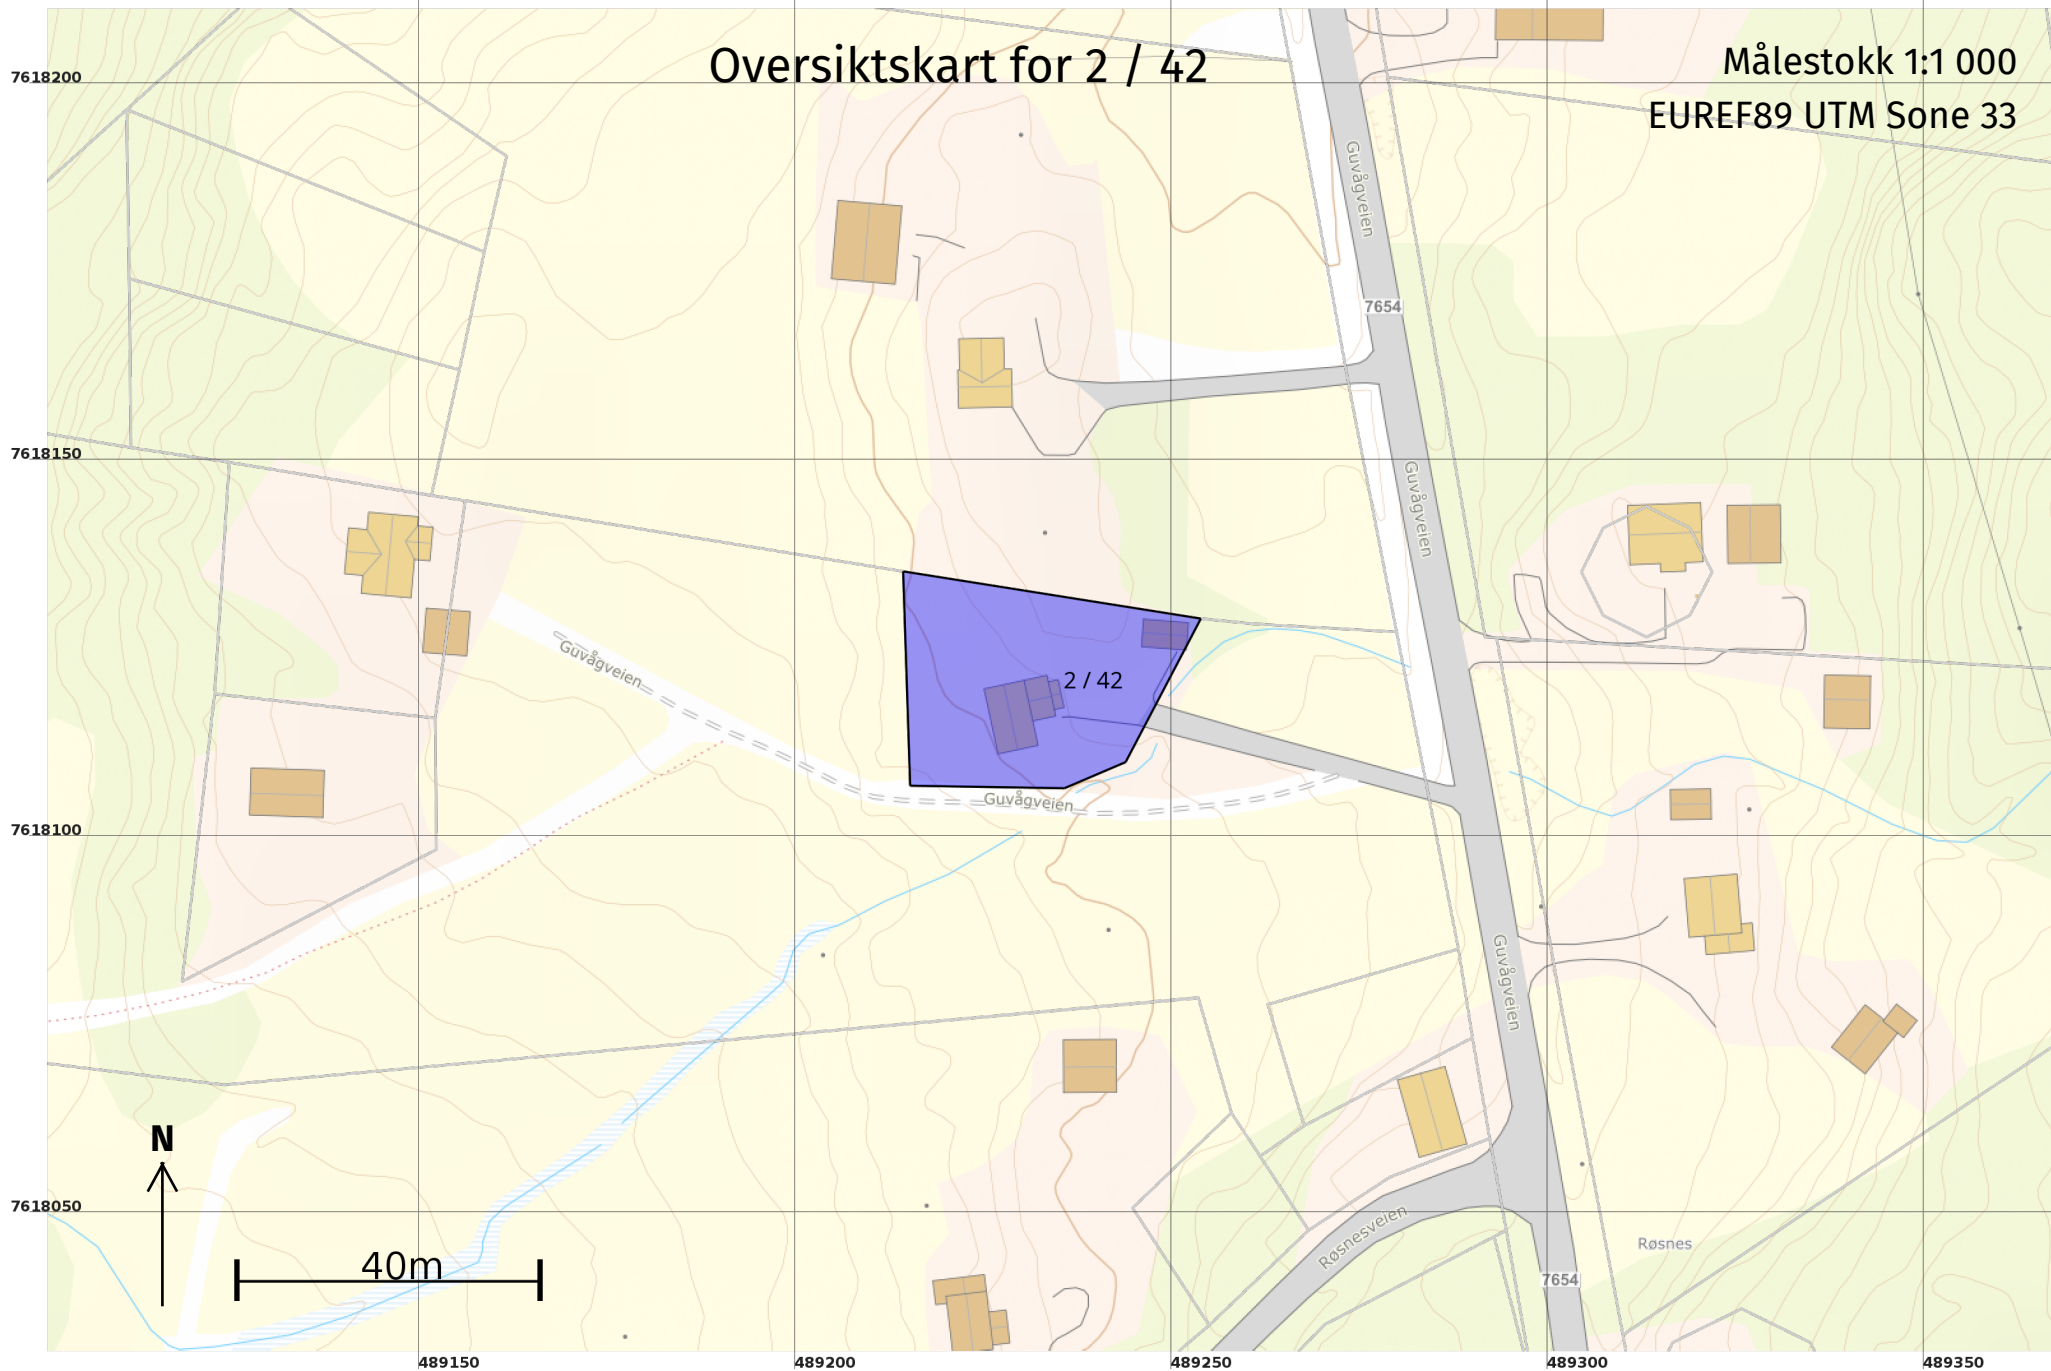 Oversiktskart for 2 / 42
Målestokk 1:1 000
EUREF89 UTM Sone 33
7618200
Guvågveien
7654
7618150
Guvågveien
Guvågveien
2 / 42
Guvågveien
7618100
Guvågveien
N
7618050
40m
Røsnesveien
Røsnes
7654
489150
489200
489250
489300
489350